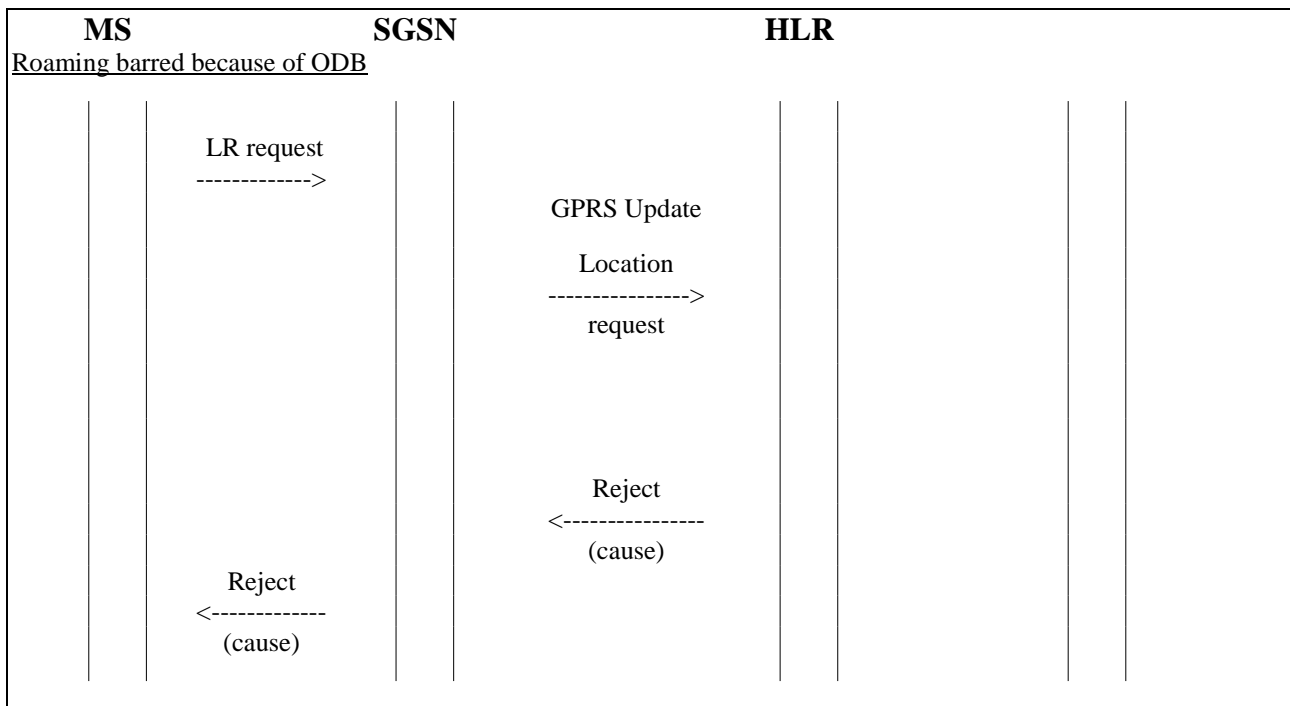 MS SGSN HLR
Roaming barred because of ODB
LR request
------------->
GPRS Update
Location
---------------->
request
Reject
<----------------
(cause)
Reject
<-------------
(cause)